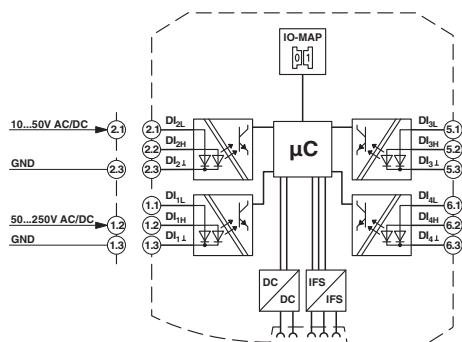 IO-MAP
0 1
10...50V AC/DC
2.1
2.1
DI2L
2.2
DI2H
GND
2.3
2.3
DI2⊥
µC
DI3L
5.1
DI3H
5.2
DI3⊥
5.3
1.1
DI1L
50...250V AC/DC
1.2
1.2
DI1H
GND
1.3
1.3
DI1⊥
DI4L
6.1
DI4H
6.2
DI4⊥
6.3
DC
DC
IFS
IFS